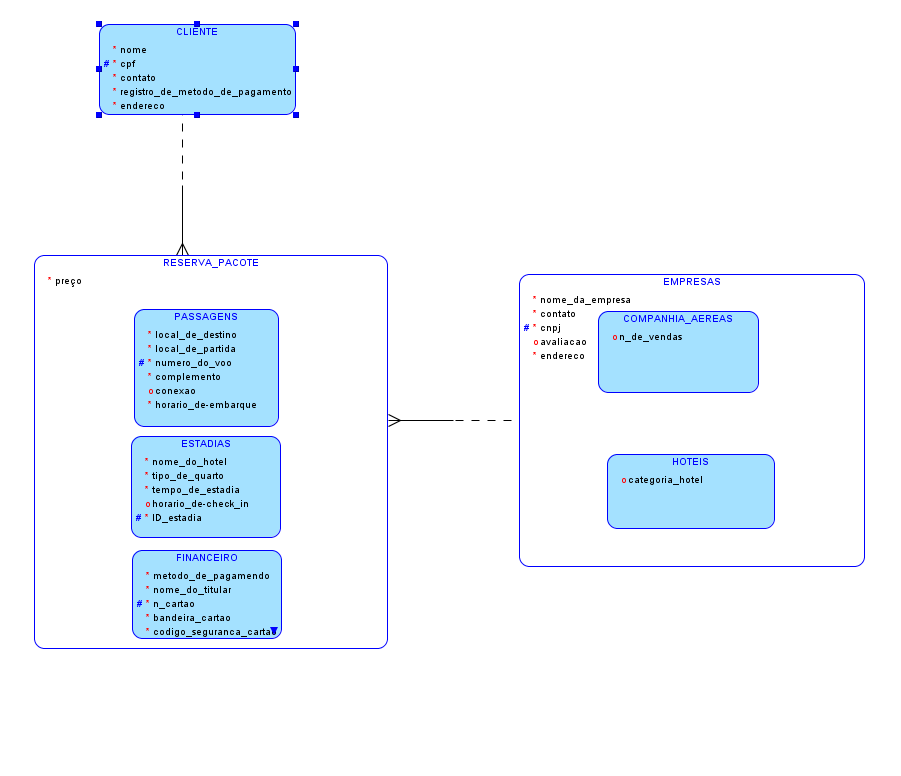 CLIENTE
* nome
# * cpf
* contato
* registro_de_metodo_de_pagamento
* endereco
RESERVA_PACOTE
* preço
PASSAGENS
* local_de_destino
* local_de_partida
# * numero_do_voo
* complemento
o conexao
* horario_de-embarque
ESTADIAS
* nome_do_hotel
* tipo_de_quarto
* tempo_de_estadia
o horario_de-check_in
# * ID_estadia
FINANCEIRO
* metodo_de_pagamendo
* nome_do_titular
# * n_cartao
* bandeira_cartao
* codigo_seguranca_cartao
EMPRESAS
* nome_da_empresa
* contato
# * cnpj
o avaliacao
* endereco
COMPANHIA_AEREAS
o n_de_vendas
HOTEIS
o categoria_hotel